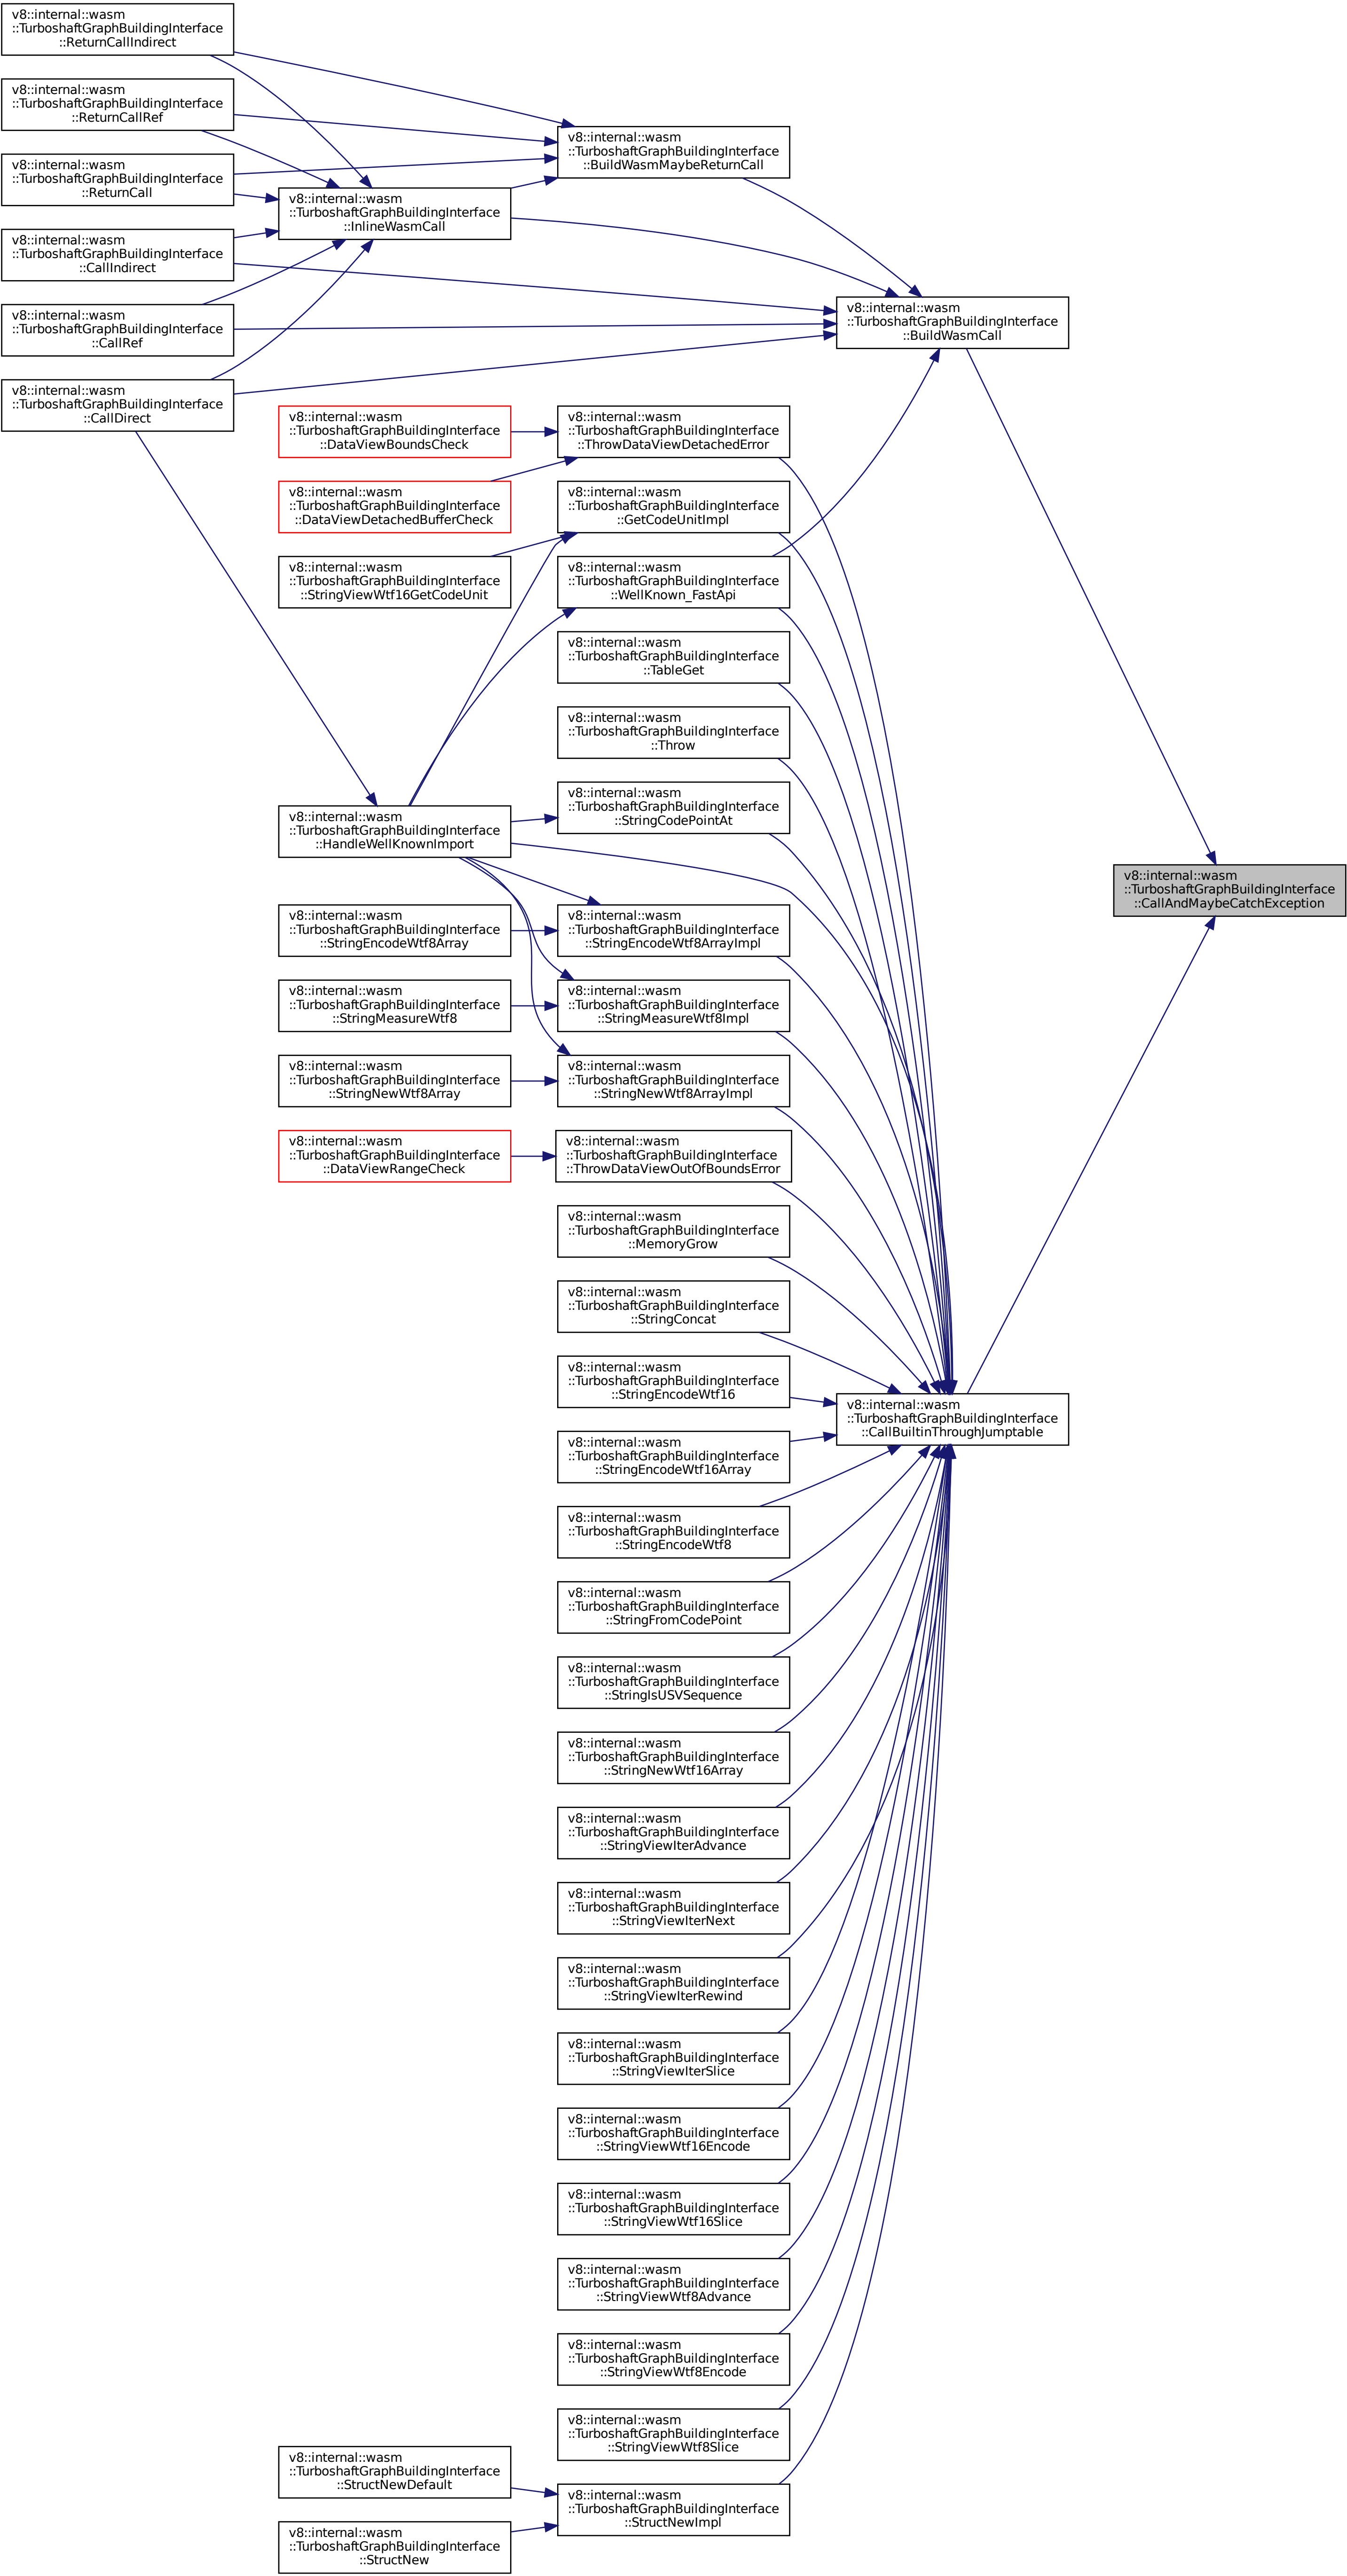 v8::internal::wasm
::TurboshaftGraphBuildingInterface
::ReturnCallIndirect
v8::internal::wasm
::TurboshaftGraphBuildingInterface
::ReturnCallRef
v8::internal::wasm
::TurboshaftGraphBuildingInterface
::ReturnCall
v8::internal::wasm
::TurboshaftGraphBuildingInterface
::CallIndirect
v8::internal::wasm
::TurboshaftGraphBuildingInterface
::CallRef
v8::internal::wasm
::TurboshaftGraphBuildingInterface
::CallDirect
v8::internal::wasm
::TurboshaftGraphBuildingInterface
::InlineWasmCall
v8::internal::wasm
::TurboshaftGraphBuildingInterface
::DataViewBoundsCheck
v8::internal::wasm
::TurboshaftGraphBuildingInterface
::DataViewDetachedBufferCheck
v8::internal::wasm
::TurboshaftGraphBuildingInterface
::StringViewWtf16GetCodeUnit
v8::internal::wasm
::TurboshaftGraphBuildingInterface
::HandleWellKnownImport
v8::internal::wasm
::TurboshaftGraphBuildingInterface
::StringEncodeWtf8Array
v8::internal::wasm
::TurboshaftGraphBuildingInterface
::StringMeasureWtf8
v8::internal::wasm
::TurboshaftGraphBuildingInterface
::StringNewWtf8Array
v8::internal::wasm
::TurboshaftGraphBuildingInterface
::DataViewRangeCheck
v8::internal::wasm
::TurboshaftGraphBuildingInterface
::StructNewDefault
v8::internal::wasm
::TurboshaftGraphBuildingInterface
::StructNew
v8::internal::wasm
::TurboshaftGraphBuildingInterface
::BuildWasmMaybeReturnCall
v8::internal::wasm
::TurboshaftGraphBuildingInterface
::ThrowDataViewDetachedError
v8::internal::wasm
::TurboshaftGraphBuildingInterface
::GetCodeUnitImpl
v8::internal::wasm
::TurboshaftGraphBuildingInterface
::WellKnown_FastApi
v8::internal::wasm
::TurboshaftGraphBuildingInterface
::TableGet
v8::internal::wasm
::TurboshaftGraphBuildingInterface
::Throw
v8::internal::wasm
::TurboshaftGraphBuildingInterface
::StringCodePointAt
v8::internal::wasm
::TurboshaftGraphBuildingInterface
::StringEncodeWtf8ArrayImpl
v8::internal::wasm
::TurboshaftGraphBuildingInterface
::StringMeasureWtf8Impl
v8::internal::wasm
::TurboshaftGraphBuildingInterface
::StringNewWtf8ArrayImpl
v8::internal::wasm
::TurboshaftGraphBuildingInterface
::ThrowDataViewOutOfBoundsError
v8::internal::wasm
::TurboshaftGraphBuildingInterface
::MemoryGrow
v8::internal::wasm
::TurboshaftGraphBuildingInterface
::StringConcat
v8::internal::wasm
::TurboshaftGraphBuildingInterface
::StringEncodeWtf16
v8::internal::wasm
::TurboshaftGraphBuildingInterface
::StringEncodeWtf16Array
v8::internal::wasm
::TurboshaftGraphBuildingInterface
::StringEncodeWtf8
v8::internal::wasm
::TurboshaftGraphBuildingInterface
::StringFromCodePoint
v8::internal::wasm
::TurboshaftGraphBuildingInterface
::StringIsUSVSequence
v8::internal::wasm
::TurboshaftGraphBuildingInterface
::StringNewWtf16Array
v8::internal::wasm
::TurboshaftGraphBuildingInterface
::StringViewIterAdvance
v8::internal::wasm
::TurboshaftGraphBuildingInterface
::StringViewIterNext
v8::internal::wasm
::TurboshaftGraphBuildingInterface
::StringViewIterRewind
v8::internal::wasm
::TurboshaftGraphBuildingInterface
::StringViewIterSlice
v8::internal::wasm
::TurboshaftGraphBuildingInterface
::StringViewWtf16Encode
v8::internal::wasm
::TurboshaftGraphBuildingInterface
::StringViewWtf16Slice
v8::internal::wasm
::TurboshaftGraphBuildingInterface
::StringViewWtf8Advance
v8::internal::wasm
::TurboshaftGraphBuildingInterface
::StringViewWtf8Encode
v8::internal::wasm
::TurboshaftGraphBuildingInterface
::StringViewWtf8Slice
v8::internal::wasm
::TurboshaftGraphBuildingInterface
::StructNewImpl
v8::internal::wasm
::TurboshaftGraphBuildingInterface
::BuildWasmCall
v8::internal::wasm
::TurboshaftGraphBuildingInterface
::CallBuiltinThroughJumptable
v8::internal::wasm
::TurboshaftGraphBuildingInterface
::CallAndMaybeCatchException